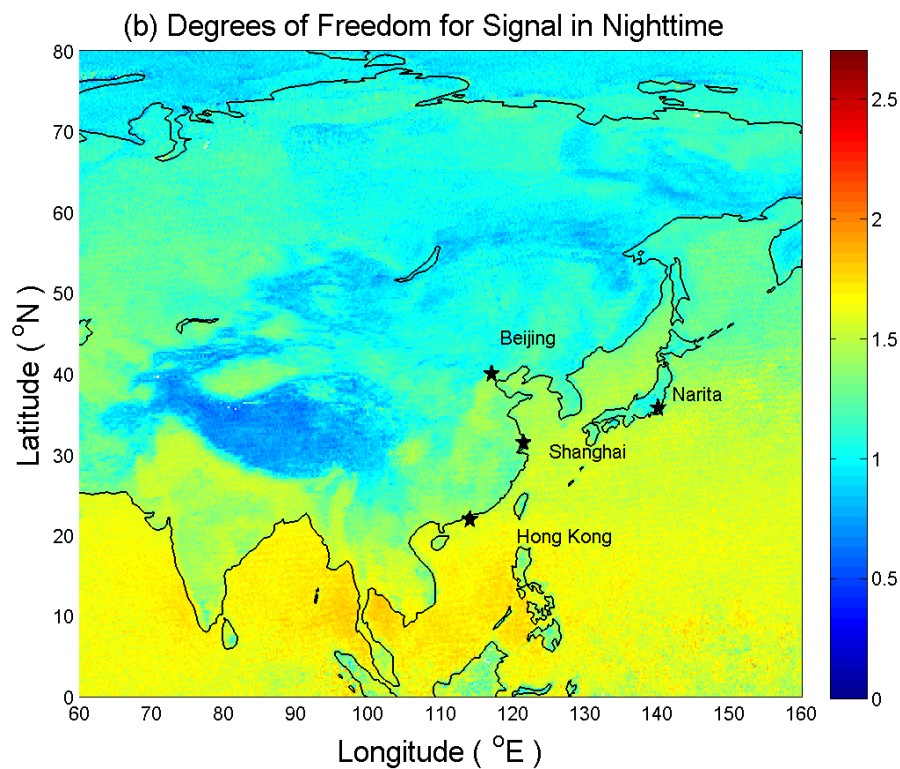 (b) Degrees of Freedom for Signal in Nighttime
80
70
60
50
40
30
20
10
0
Latitude ( °N )
Beijing
Narita
Shanghai
Hong Kong
60 70 80 90 100 110 120 130 140 150 160
Longitude ( °E )
2.5
2
1.5
1
0.5
0